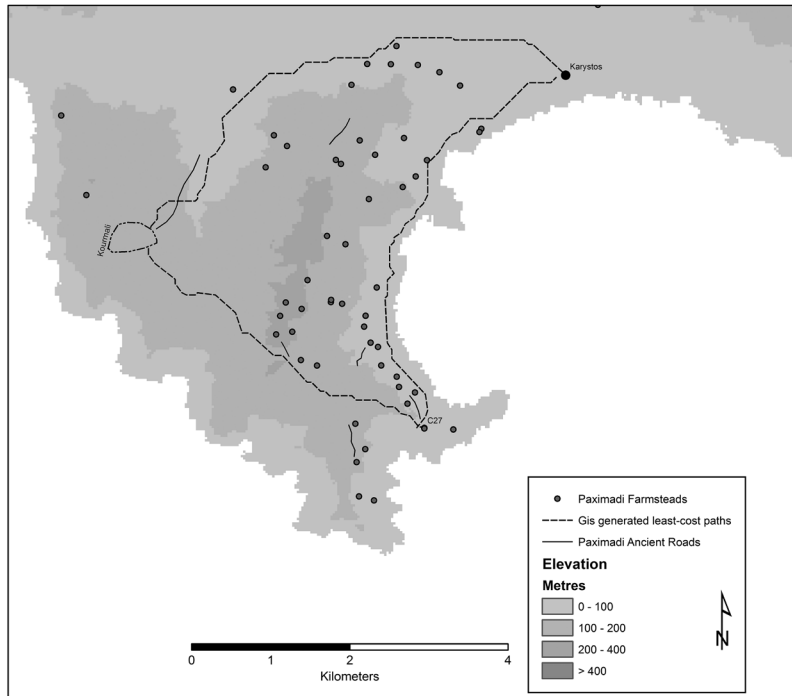 Karystos
Kourmali
C27
Paximadi Farmsteads
Gis generated least-cost paths
Paximadi Ancient Roads
Elevation
Metres
0 - 100
100 - 200
200 - 400
> 400
N
0 1 2 4
Kilometers